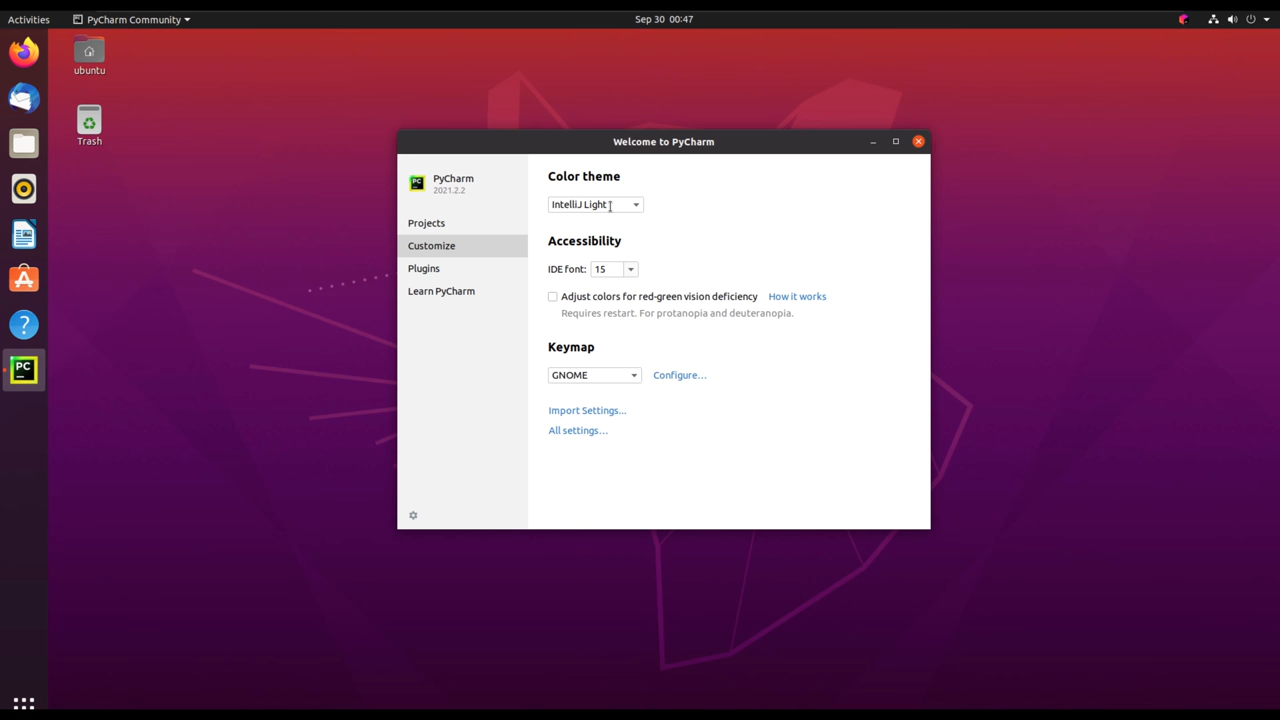 Activities
PyCharm Community
Sep 30 00:47
ubuntu
Trash
Welcome to PyCharm
PC
PyCharm
2021.2.2
Projects
Customize
Plugins
Learn PyCharm
Color theme
IntelliJ Light
Accessibility
IDE font: 15
Adjust colors for red-green vision deficiency How it works
Requires restart. For protanopia and deuteranopia.
Keymap
GNOME Configure...
Import Settings...
All settings...
PC